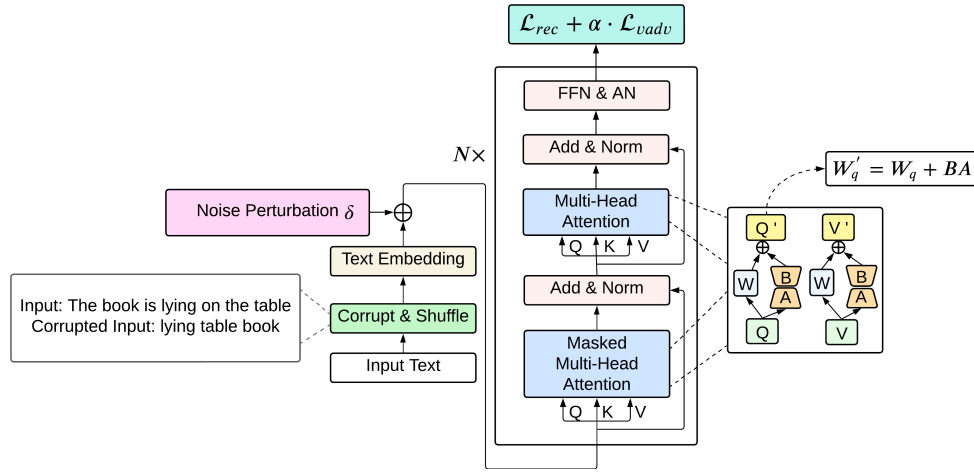 ℒ_rec + α · ℒ_vadv
FFN & AN
Add & Norm
N×
W_q' = W_q + BA
Multi-Head
Attention
Noise Perturbation δ
Q K V
Text Embedding
Add & Norm
Input: The book is lying on the table
Corrupted Input: lying table book
Corrupt & Shuffle
Input Text
Masked
Multi-Head
Attention
Q K V
Q ' V '
W B W B
A A
Q V